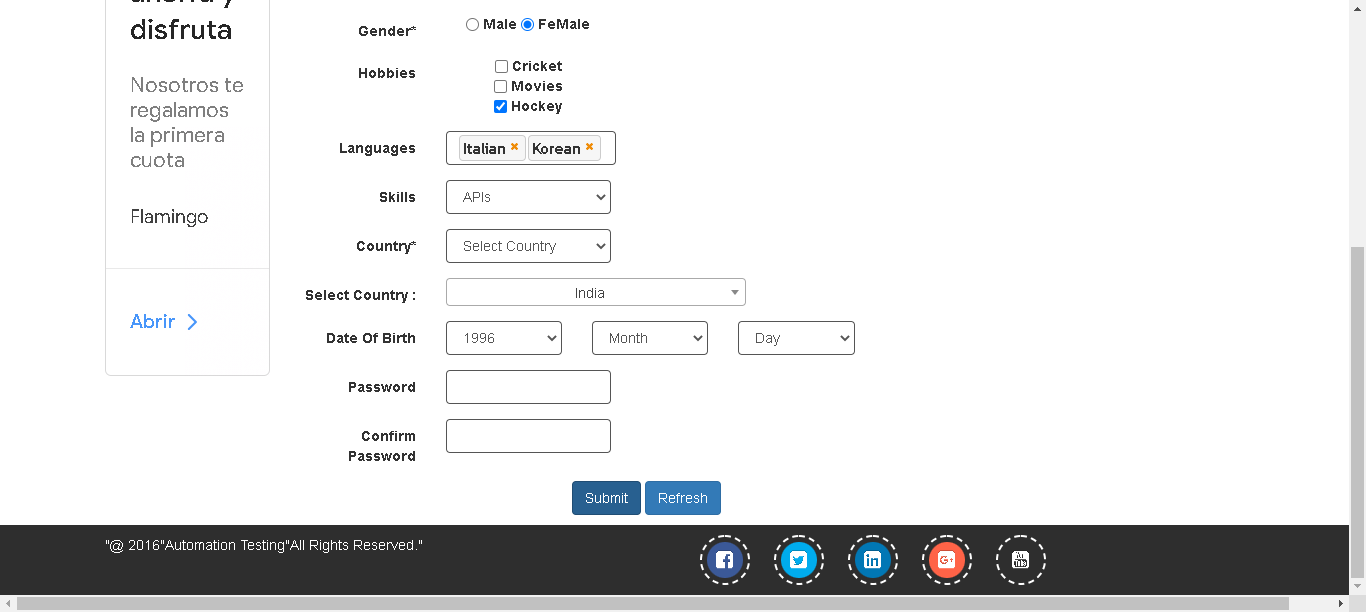 ahorra y
disfruta
Nosotros te
regalamos
la primera
cuota
Flamingo
Abrir
Gender*
Male FeMale
Hobbies
Cricket
Movies
Hockey
Languages
Italian Korean
Skills
APIs
Country*
Select Country
Select Country :
India
Date Of Birth
1996 Month Day
Password
Confirm
Password
Submit Refresh
"@ 2016"Automation Testing"All Rights Reserved."